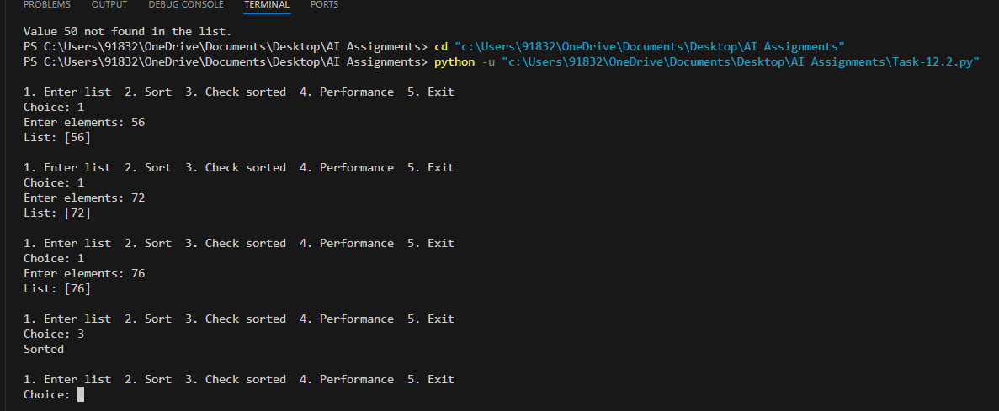 PROBLEMS OUTPUT DEBUG CONSOLE TERMINAL PORTS
Value 50 not found in the list.
PS C:\Users\91832\OneDrive\Documents\Desktop\AI Assignments> cd "c:\Users\91832\OneDrive\Documents\Desktop\AI Assignments"
PS C:\Users\91832\OneDrive\Documents\Desktop\AI Assignments> python -u "c:\Users\91832\OneDrive\Documents\Desktop\AI Assignments\Task-12.2.py"
1. Enter list  2. Sort  3. Check sorted  4. Performance  5. Exit
Choice: 1
Enter elements: 56
List: [56]
1. Enter list  2. Sort  3. Check sorted  4. Performance  5. Exit
Choice: 1
Enter elements: 72
List: [72]
1. Enter list  2. Sort  3. Check sorted  4. Performance  5. Exit
Choice: 1
Enter elements: 76
List: [76]
1. Enter list  2. Sort  3. Check sorted  4. Performance  5. Exit
Choice: 3
Sorted
1. Enter list  2. Sort  3. Check sorted  4. Performance  5. Exit
Choice: